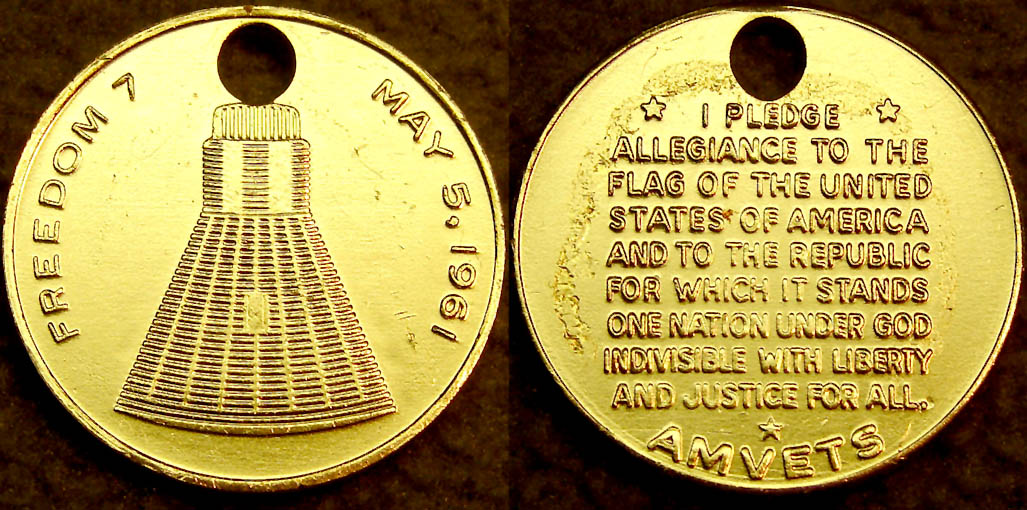 FREEDOM 7
MAY 5, 1961
I PLEDGE
ALLEGIANCE TO THE
FLAG OF THE UNITED
STATES OF AMERICA
AND TO THE REPUBLIC
FOR WHICH IT STANDS
ONE NATION UNDER GOD
INDIVISIBLE WITH LIBERTY
AND JUSTICE FOR ALL.
AMVETS